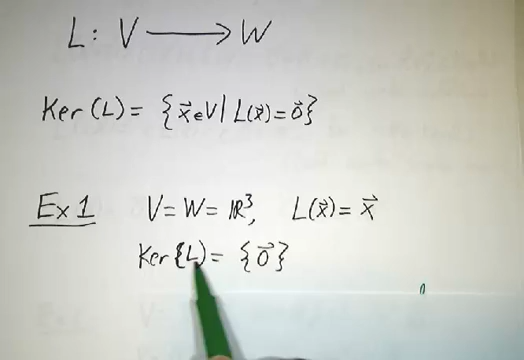 L: V ⟶ W
Ker(L) = {x⃗ ∈ V | L(x⃗) = 0⃗}
Ex 1 V = W = ℝ³, L(x⃗) = x⃗
Ker{L) = {0⃗}